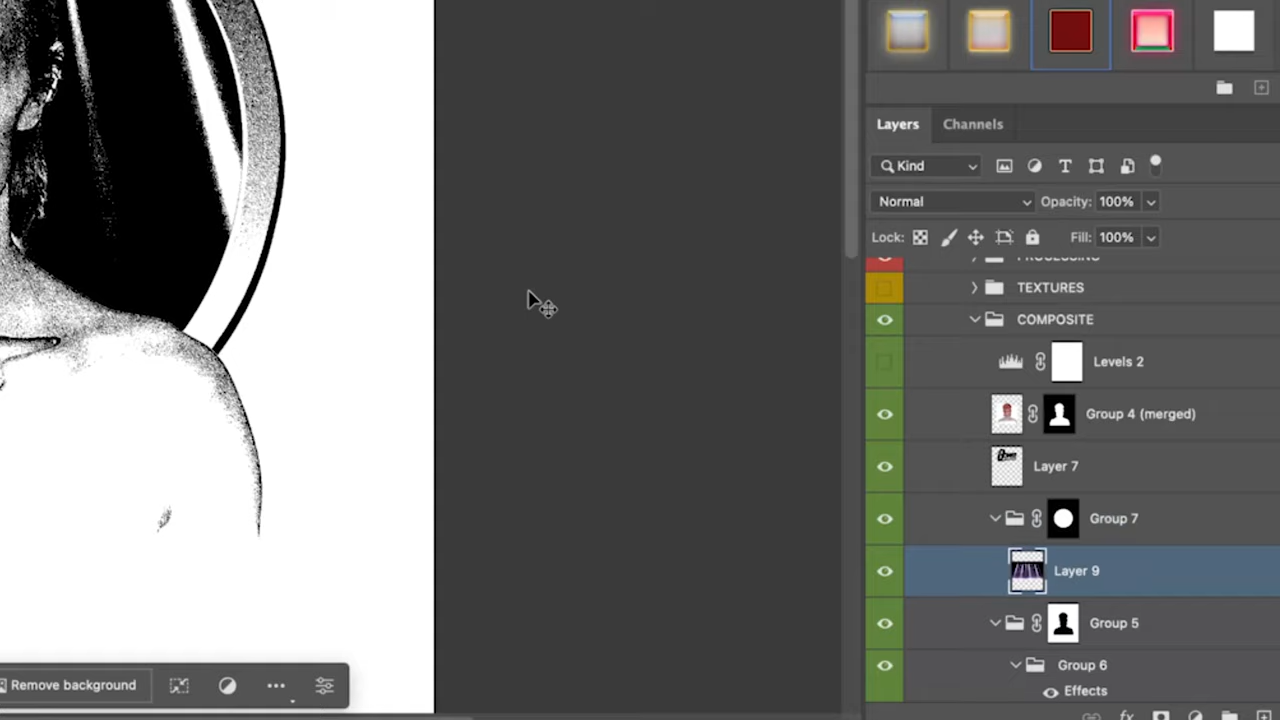 Layers Channels
Kind
Normal Opacity: 100%
Lock: Fill: 100%
PROCESSING
TEXTURES
COMPOSITE
Levels 2
Group 4 (merged)
Layer 7
Group 7
Layer 9
Group 5
Group 6
Effects
Remove background